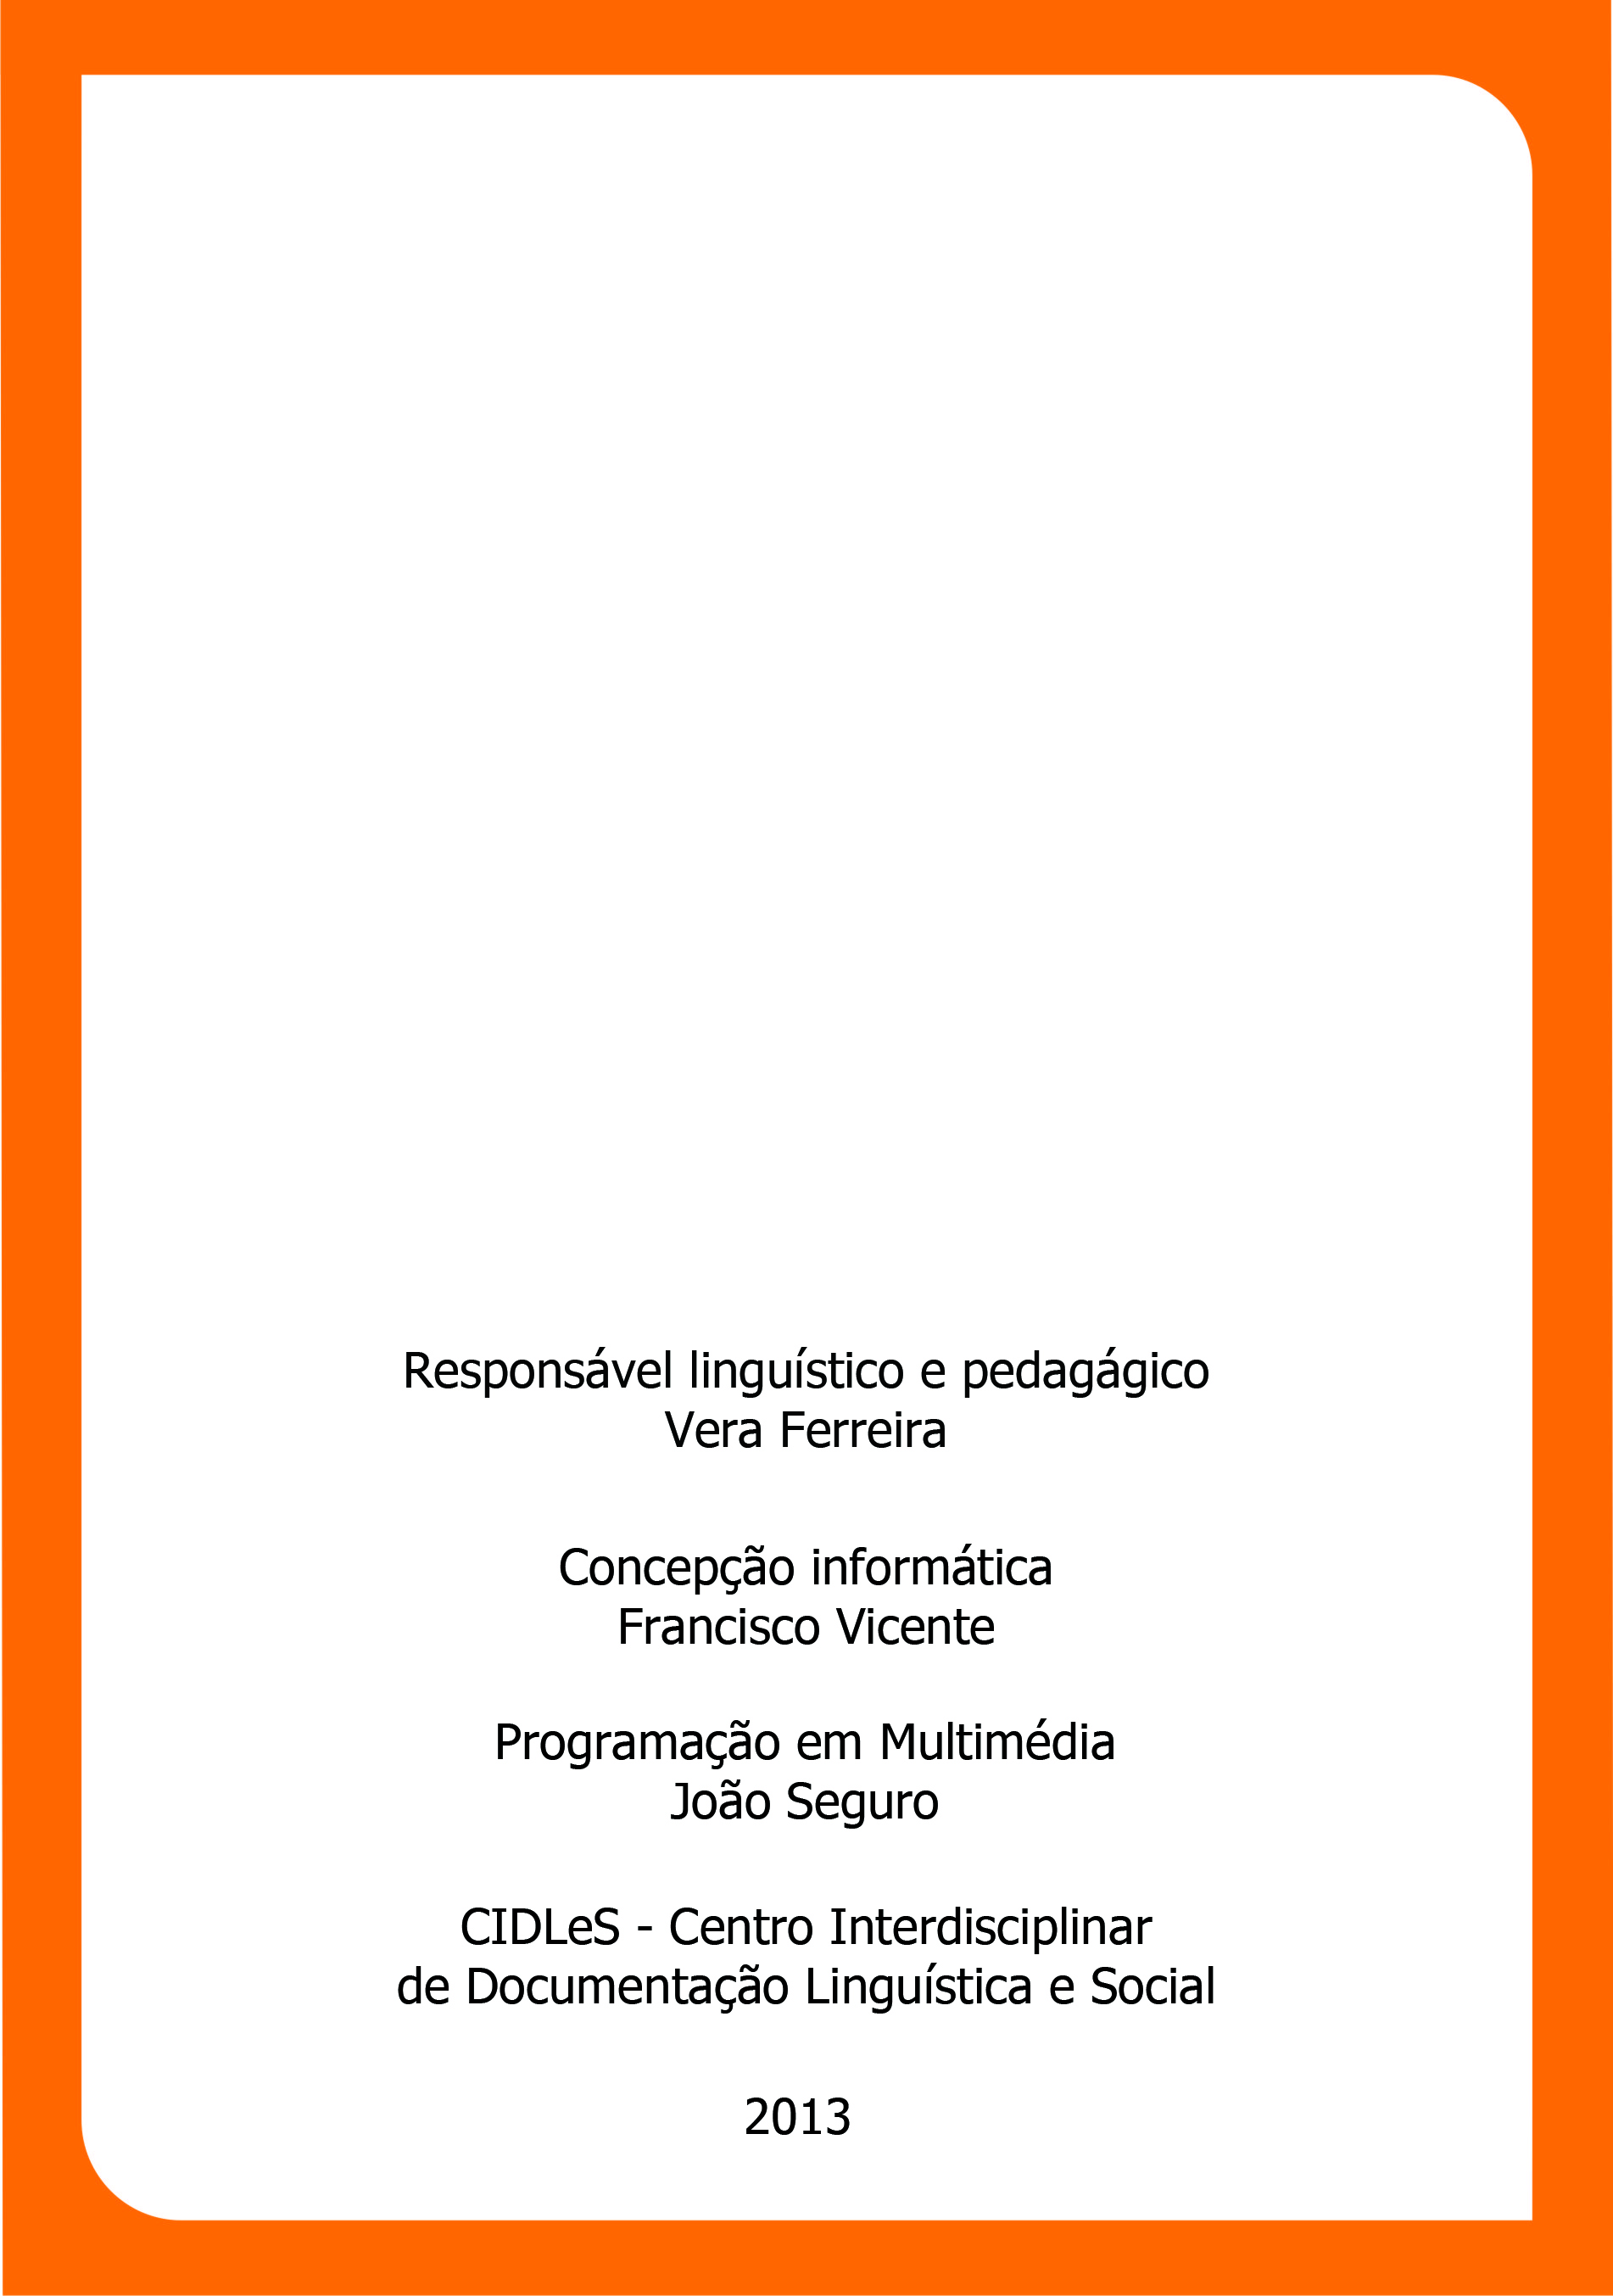 Responsável linguístico e pedagágico
Vera Ferreira
Concepção informática
Francisco Vicente
Programação em Multimédia
João Seguro
CIDLeS - Centro Interdisciplinar
de Documentação Linguística e Social
2013